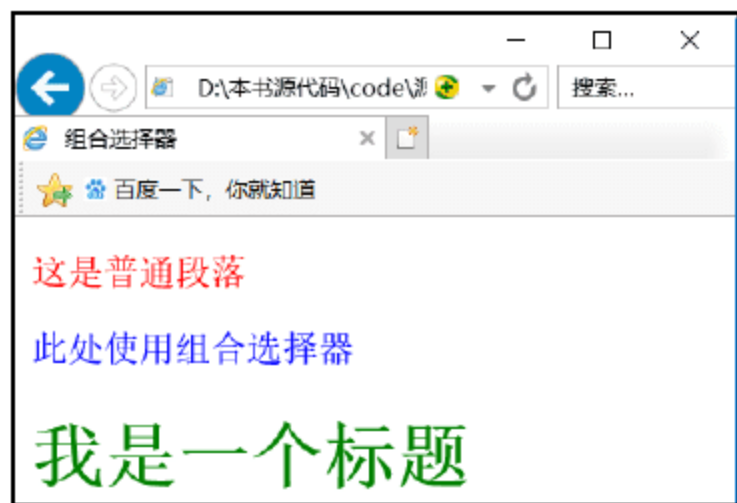 D:\本书源代码\code\源
搜索...
组合选择器
百度一下，你就知道
这是普通段落
此处使用组合选择器
我是一个标题